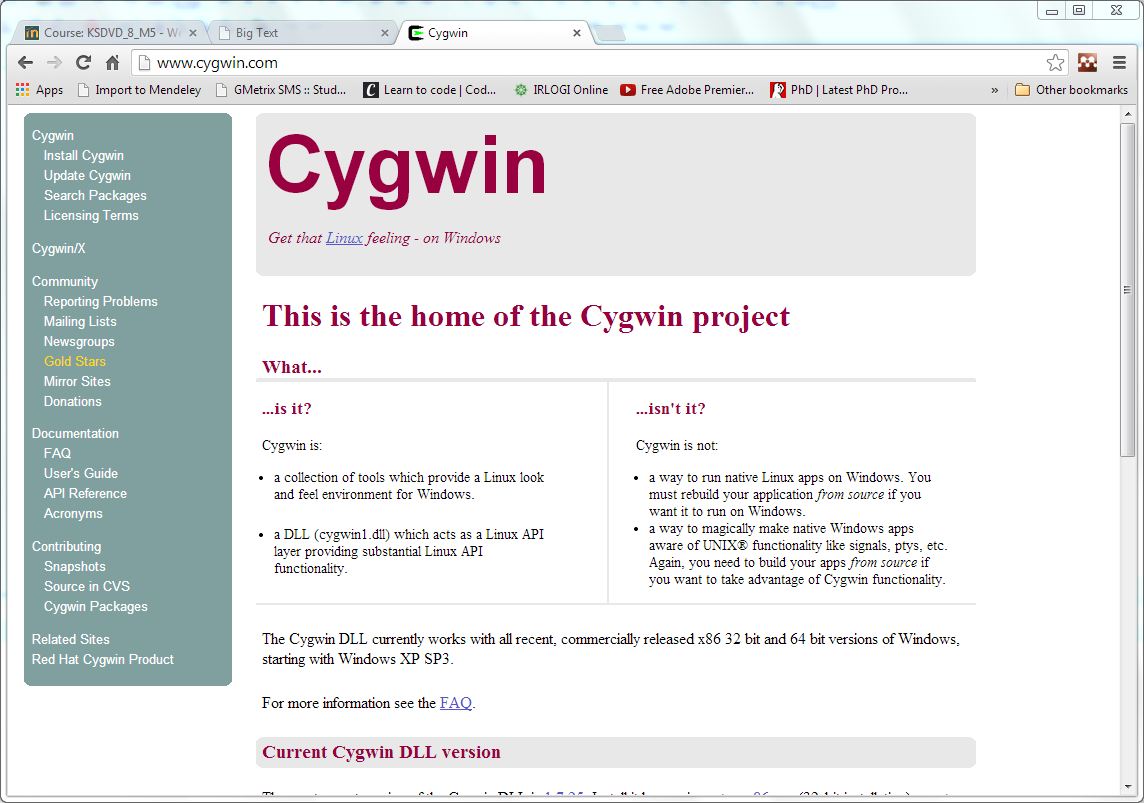 Course: KSDVD_8_M5 - W
Big Text
Cygwin
www.cygwin.com
Apps
Import to Mendeley
GMetrix SMS :: Stud...
Learn to code | Cod...
IRLOGI Online
Free Adobe Premier...
PhD | Latest PhD Pro...
»
Other bookmarks
Cygwin
Install Cygwin
Update Cygwin
Search Packages
Licensing Terms
Cygwin/X
Community
Reporting Problems
Mailing Lists
Newsgroups
Gold Stars
Mirror Sites
Donations
Documentation
FAQ
User's Guide
API Reference
Acronyms
Contributing
Snapshots
Source in CVS
Cygwin Packages
Related Sites
Red Hat Cygwin Product
Cygwin
Get that Linux feeling - on Windows
This is the home of the Cygwin project
What...
...is it?
Cygwin is:
• a collection of tools which provide a Linux look
and feel environment for Windows.
• a DLL (cygwin1.dll) which acts as a Linux API
layer providing substantial Linux API
functionality.
...isn't it?
Cygwin is not:
• a way to run native Linux apps on Windows. You
must rebuild your application from source if you
want it to run on Windows.
• a way to magically make native Windows apps
aware of UNIX® functionality like signals, ptys, etc.
Again, you need to build your apps from source if
you want to take advantage of Cygwin functionality.
The Cygwin DLL currently works with all recent, commercially released x86 32 bit and 64 bit versions of Windows,
starting with Windows XP SP3.
For more information see the FAQ.
Current Cygwin DLL version